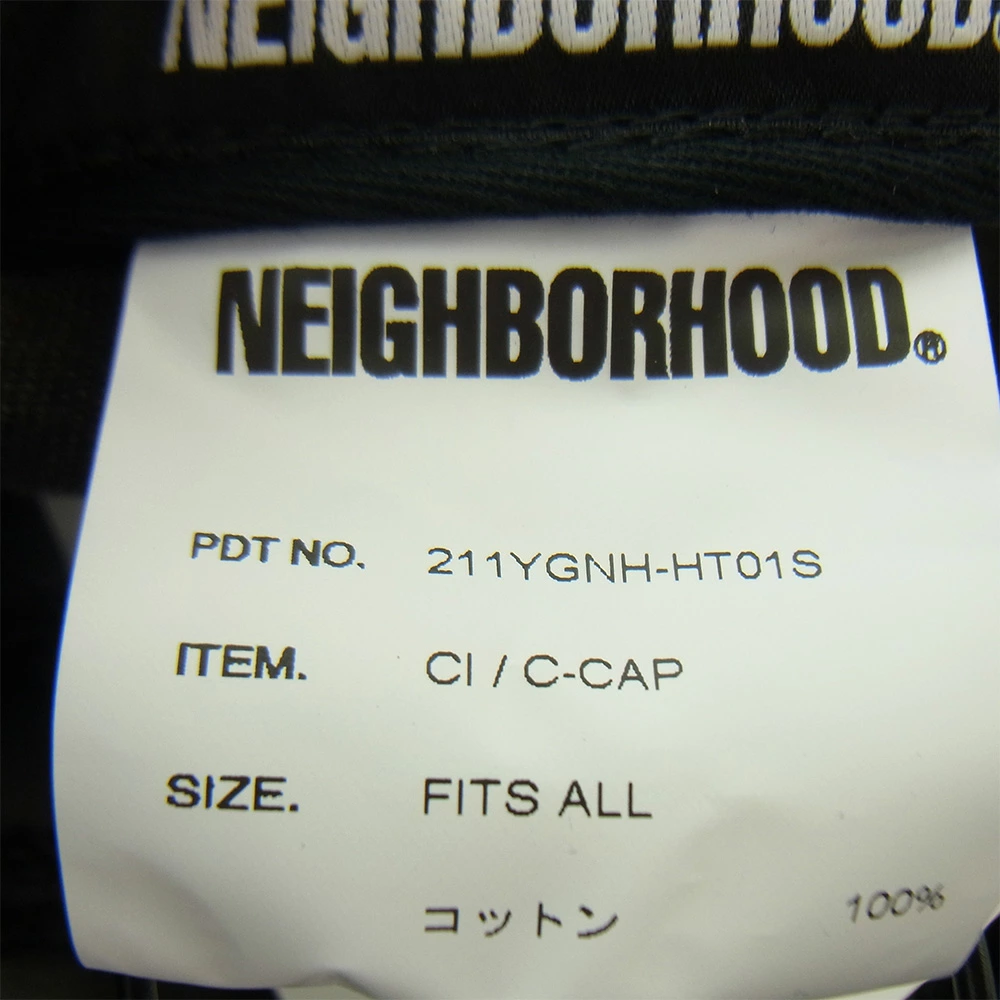 NEIGHBORHOOD
NEIGHBORHOOD®
PDT NO. 211YGNH-HT01S
ITEM. CI / C-CAP
SIZE. FITS ALL
コットン 100%